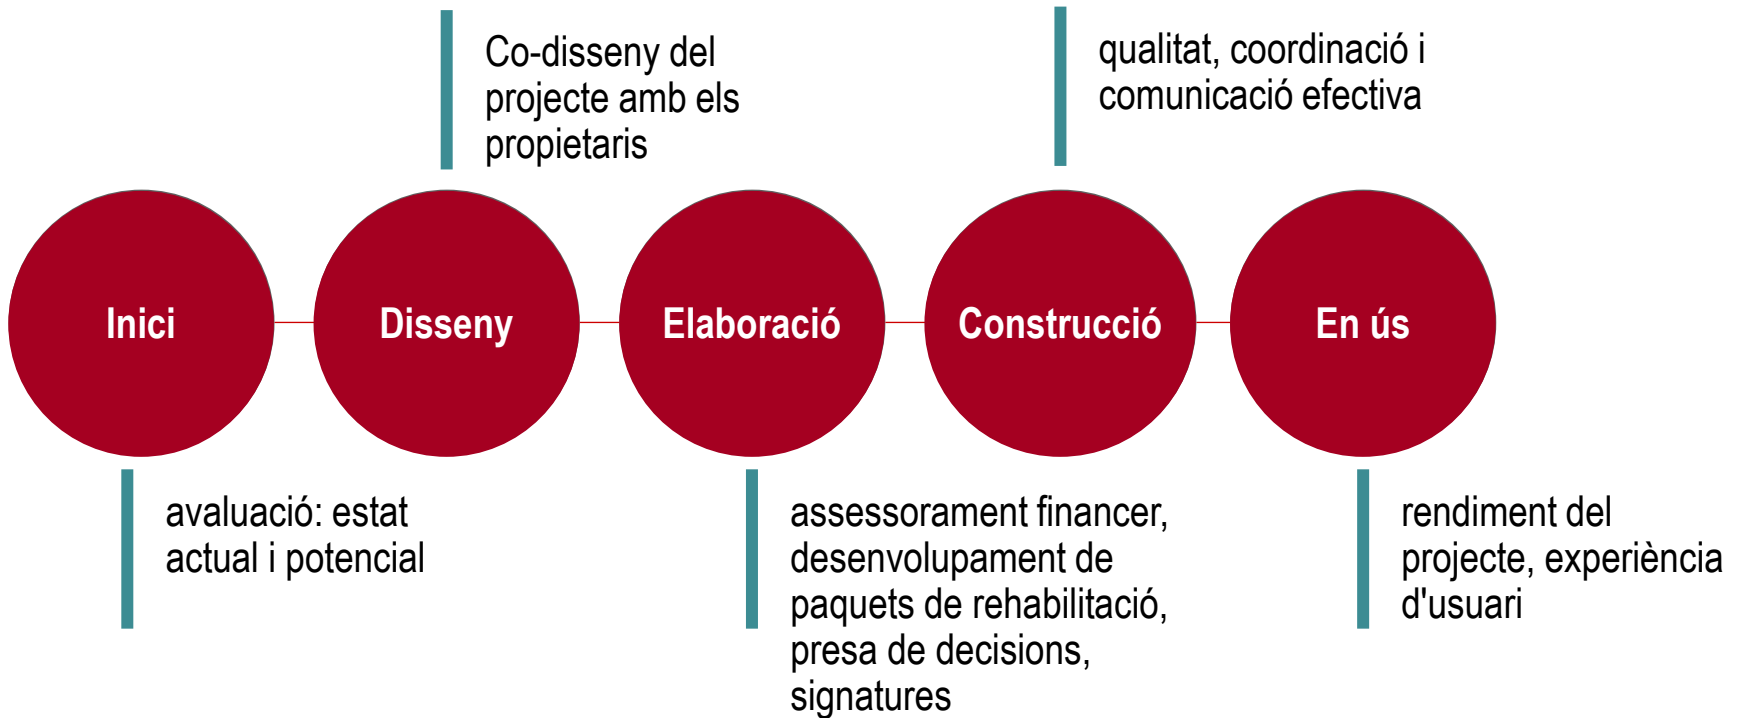 Co-disseny del
projecte amb els
propietaris
qualitat, coordinació i
comunicació efectiva
Inici
Disseny
Elaboració
Construcció
En ús
avaluació: estat
actual i potencial
assessorament financer,
desenvolupament de
paquets de rehabilitació,
presa de decisions,
signatures
rendiment del
projecte, experiència
d'usuari